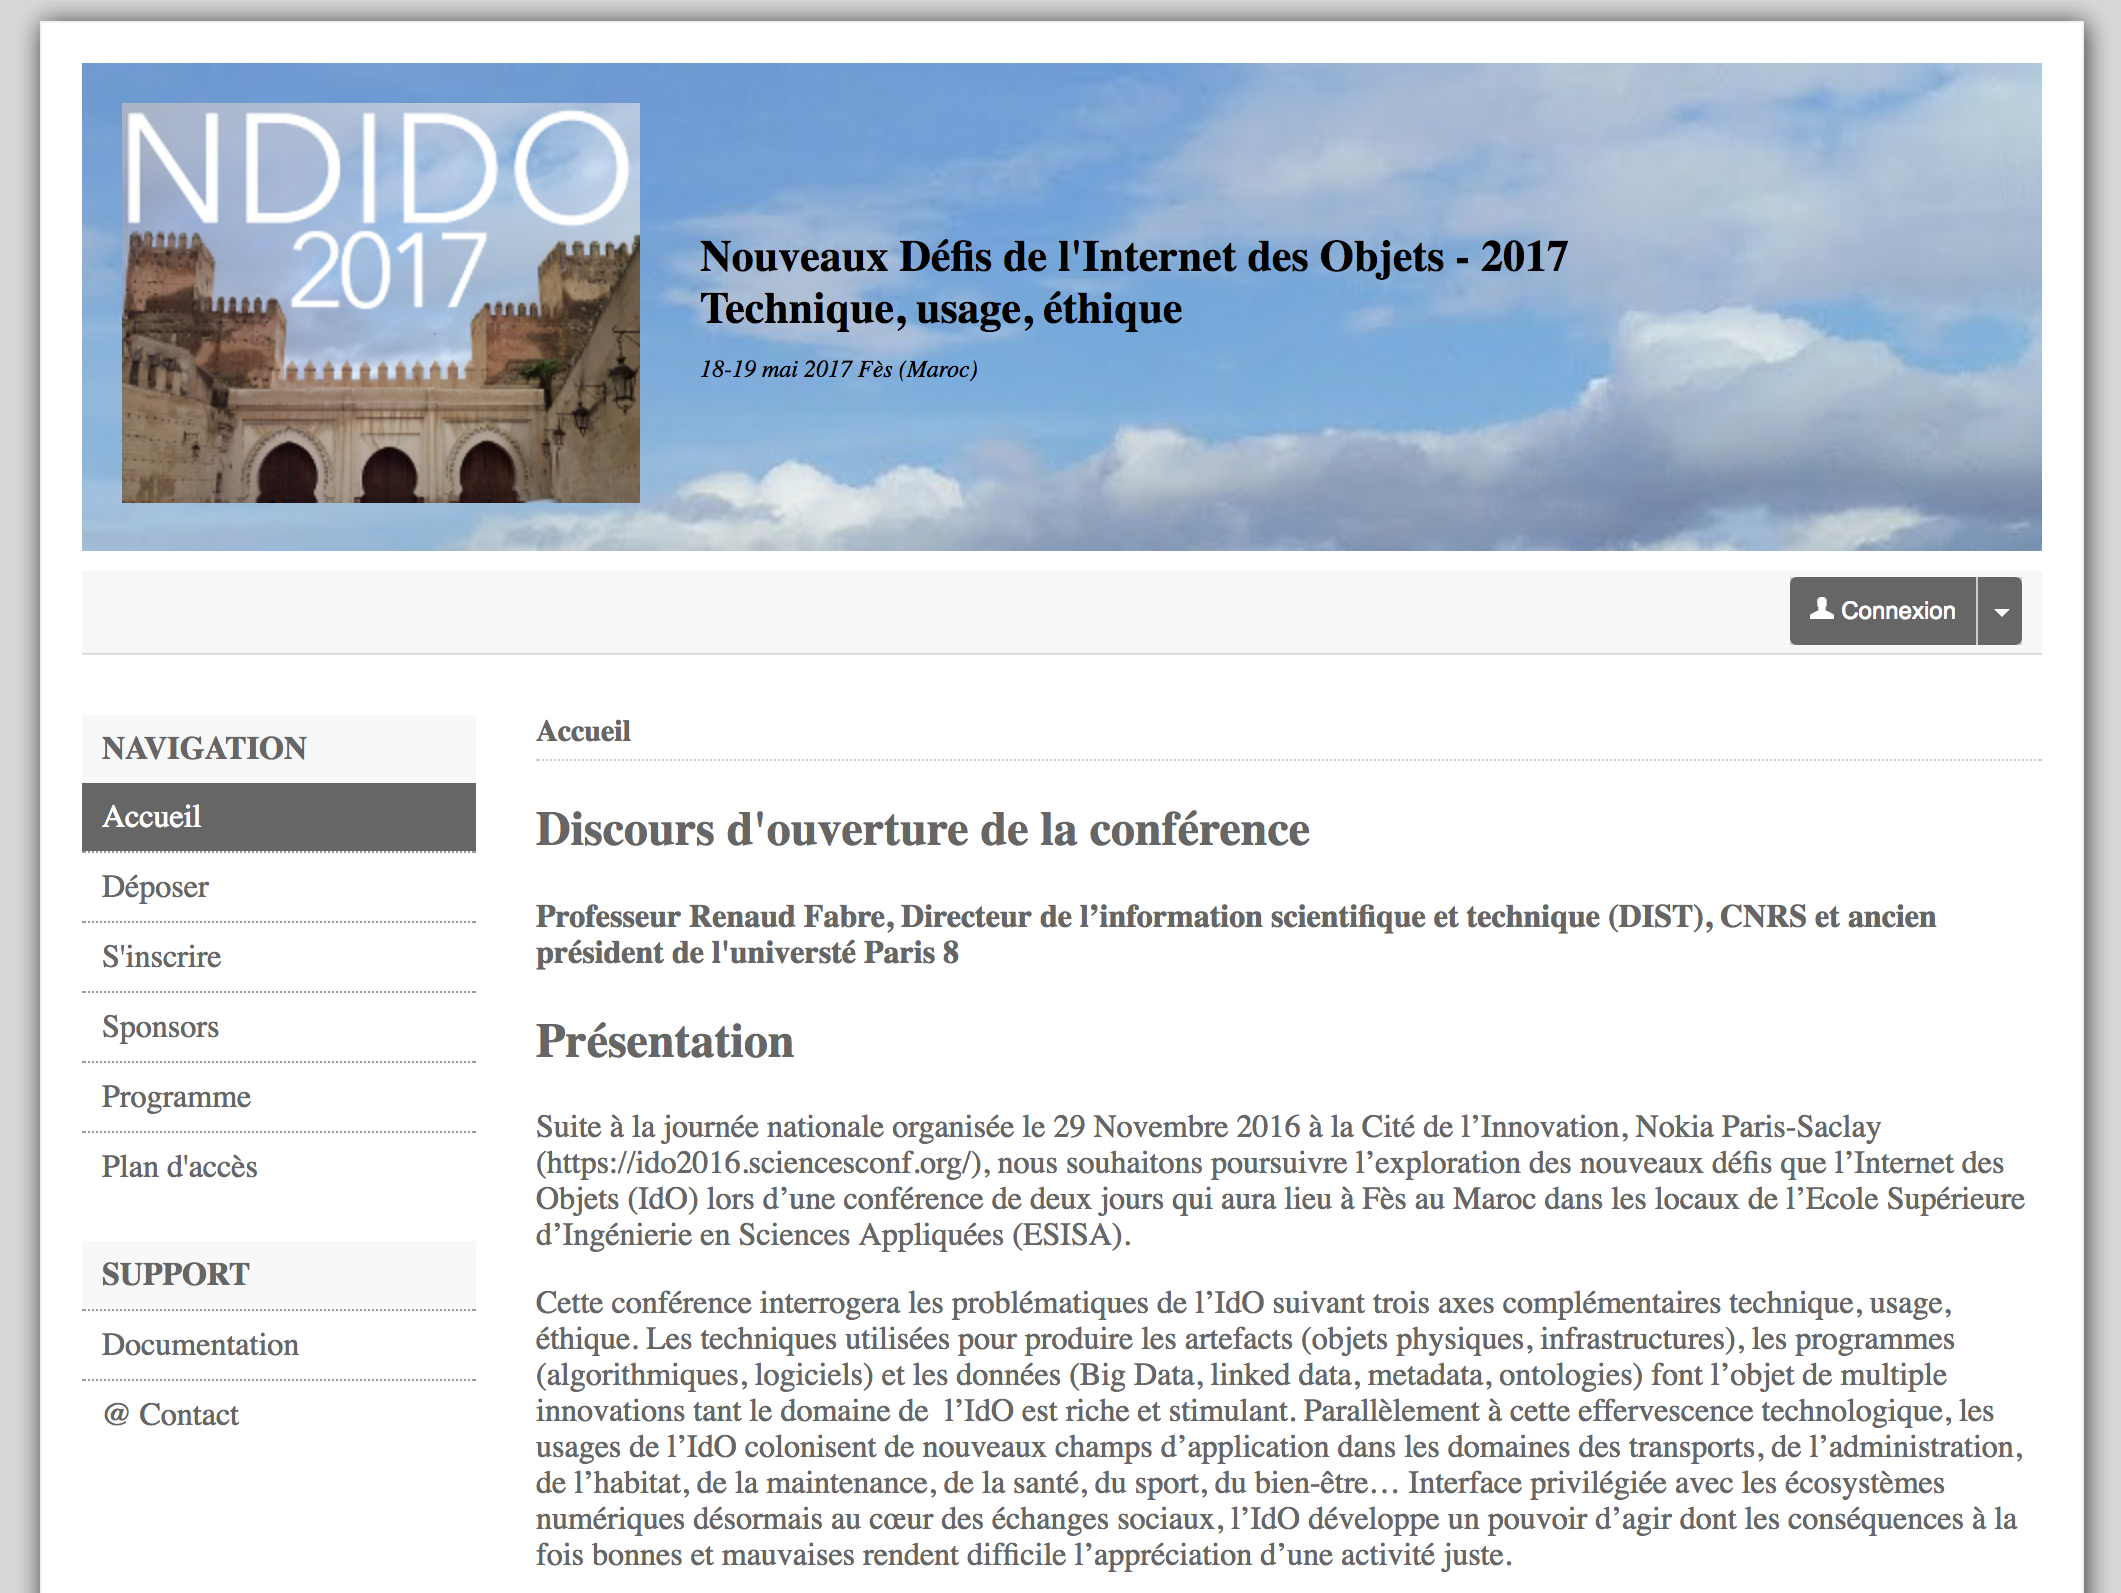 NDIDO
2017
Nouveaux Défis de l'Internet des Objets - 2017
Technique, usage, éthique
18-19 mai 2017 Fès (Maroc)
Connexion
NAVIGATION
Accueil
Déposer
S'inscrire
Sponsors
Programme
Plan d'accès
SUPPORT
Documentation
@ Contact
Accueil
Discours d'ouverture de la conférence
Professeur Renaud Fabre, Directeur de l’information scientifique et technique (DIST), CNRS et ancien
président de l'universté Paris 8
Présentation
Suite à la journée nationale organisée le 29 Novembre 2016 à la Cité de l’Innovation, Nokia Paris-Saclay
(https://ido2016.sciencesconf.org/), nous souhaitons poursuivre l’exploration des nouveaux défis que l’Internet des
Objets (IdO) lors d’une conférence de deux jours qui aura lieu à Fès au Maroc dans les locaux de l’Ecole Supérieure
d’Ingénierie en Sciences Appliquées (ESISA).
Cette conférence interrogera les problématiques de l’IdO suivant trois axes complémentaires technique, usage,
éthique. Les techniques utilisées pour produire les artefacts (objets physiques, infrastructures), les programmes
(algorithmiques, logiciels) et les données (Big Data, linked data, metadata, ontologies) font l’objet de multiple
innovations tant le domaine de  l’IdO est riche et stimulant. Parallèlement à cette effervescence technologique, les
usages de l’IdO colonisent de nouveaux champs d’application dans les domaines des transports, de l’administration,
de l’habitat, de la maintenance, de la santé, du sport, du bien-être… Interface privilégiée avec les écosystèmes
numériques désormais au cœur des échanges sociaux, l’IdO développe un pouvoir d’agir dont les conséquences à la
fois bonnes et mauvaises rendent difficile l’appréciation d’une activité juste.